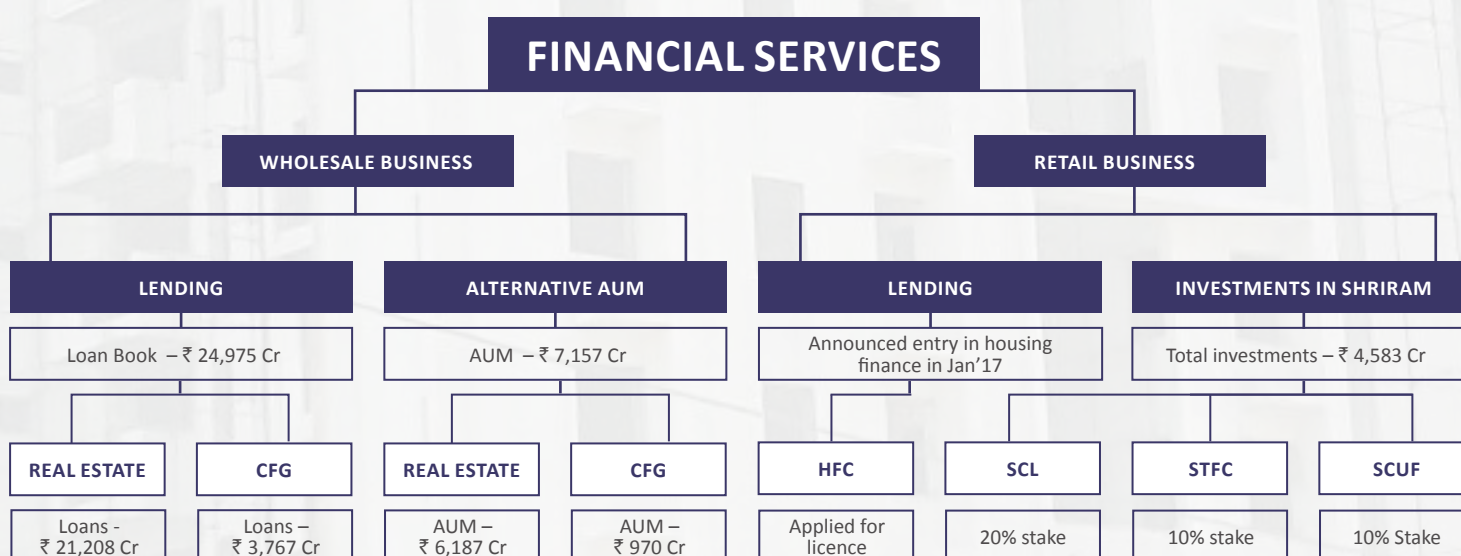 FINANCIAL SERVICES
WHOLESALE BUSINESS
RETAIL BUSINESS
LENDING
ALTERNATIVE AUM
LENDING
INVESTMENTS IN SHRIRAM
Loan Book – ₹ 24,975 Cr
AUM – ₹ 7,157 Cr
Announced entry in housing
finance in Jan’17
Total investments – ₹ 4,583 Cr
REAL ESTATE
CFG
REAL ESTATE
CFG
HFC
SCL
STFC
SCUF
Loans -
₹ 21,208 Cr
Loans –
₹ 3,767 Cr
AUM –
₹ 6,187 Cr
AUM –
₹ 970 Cr
Applied for
licence
20% stake
10% stake
10% Stake